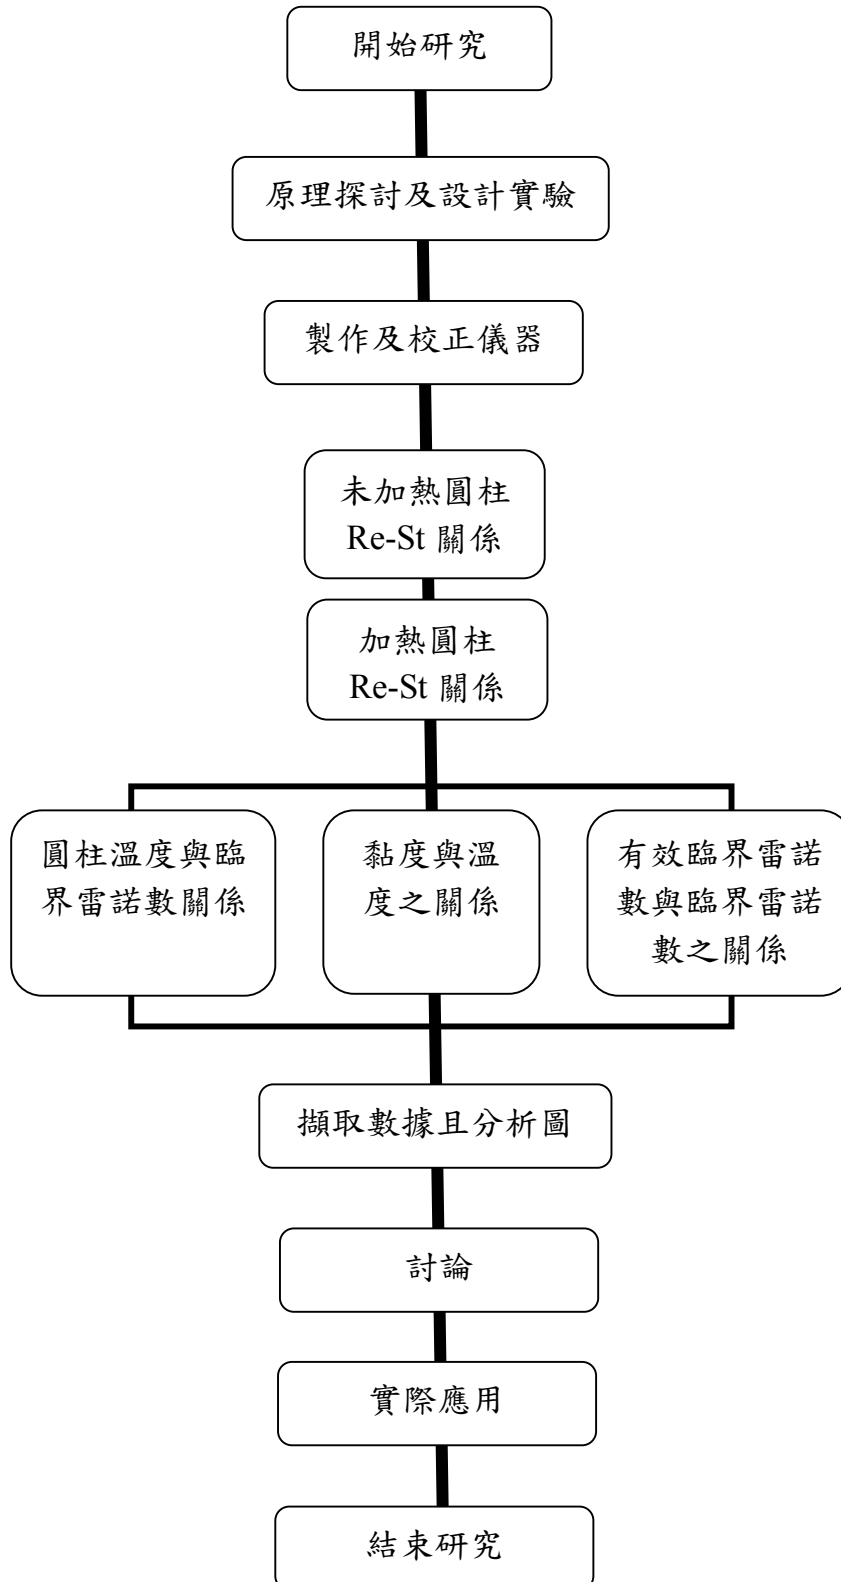 開始研究
原理探討及設計實驗
製作及校正儀器
未加熱圓柱
Re-St 關係
加熱圓柱
Re-St 關係
圓柱溫度與臨
界雷諾數關係
黏度與溫
度之關係
有效臨界雷諾
數與臨界雷諾
數之關係
擷取數據且分析圖
討論
實際應用
結束研究